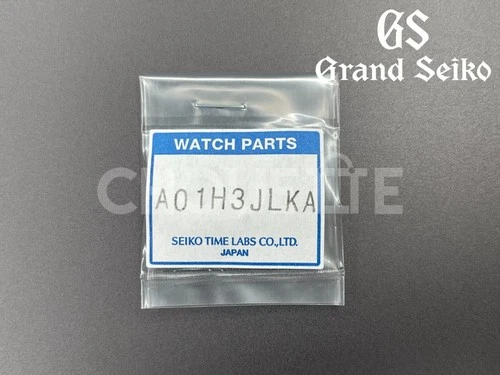 GS
Grand Seiko
WATCH PARTS
A01H3JLKA
SEIKO TIME LABS CO.,LTD.
JAPAN